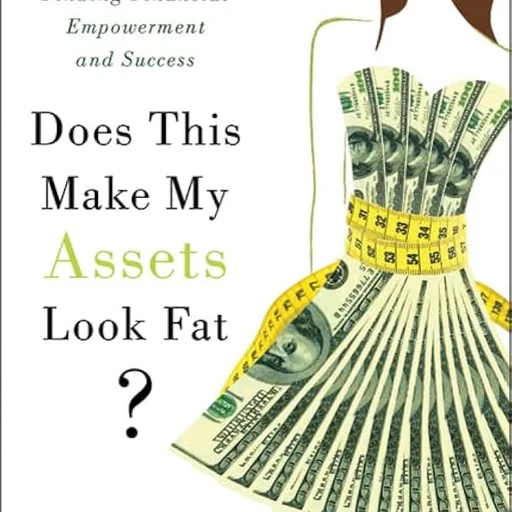 Empowerment
and Success
Does This
Make My
Assets
Look Fat
?